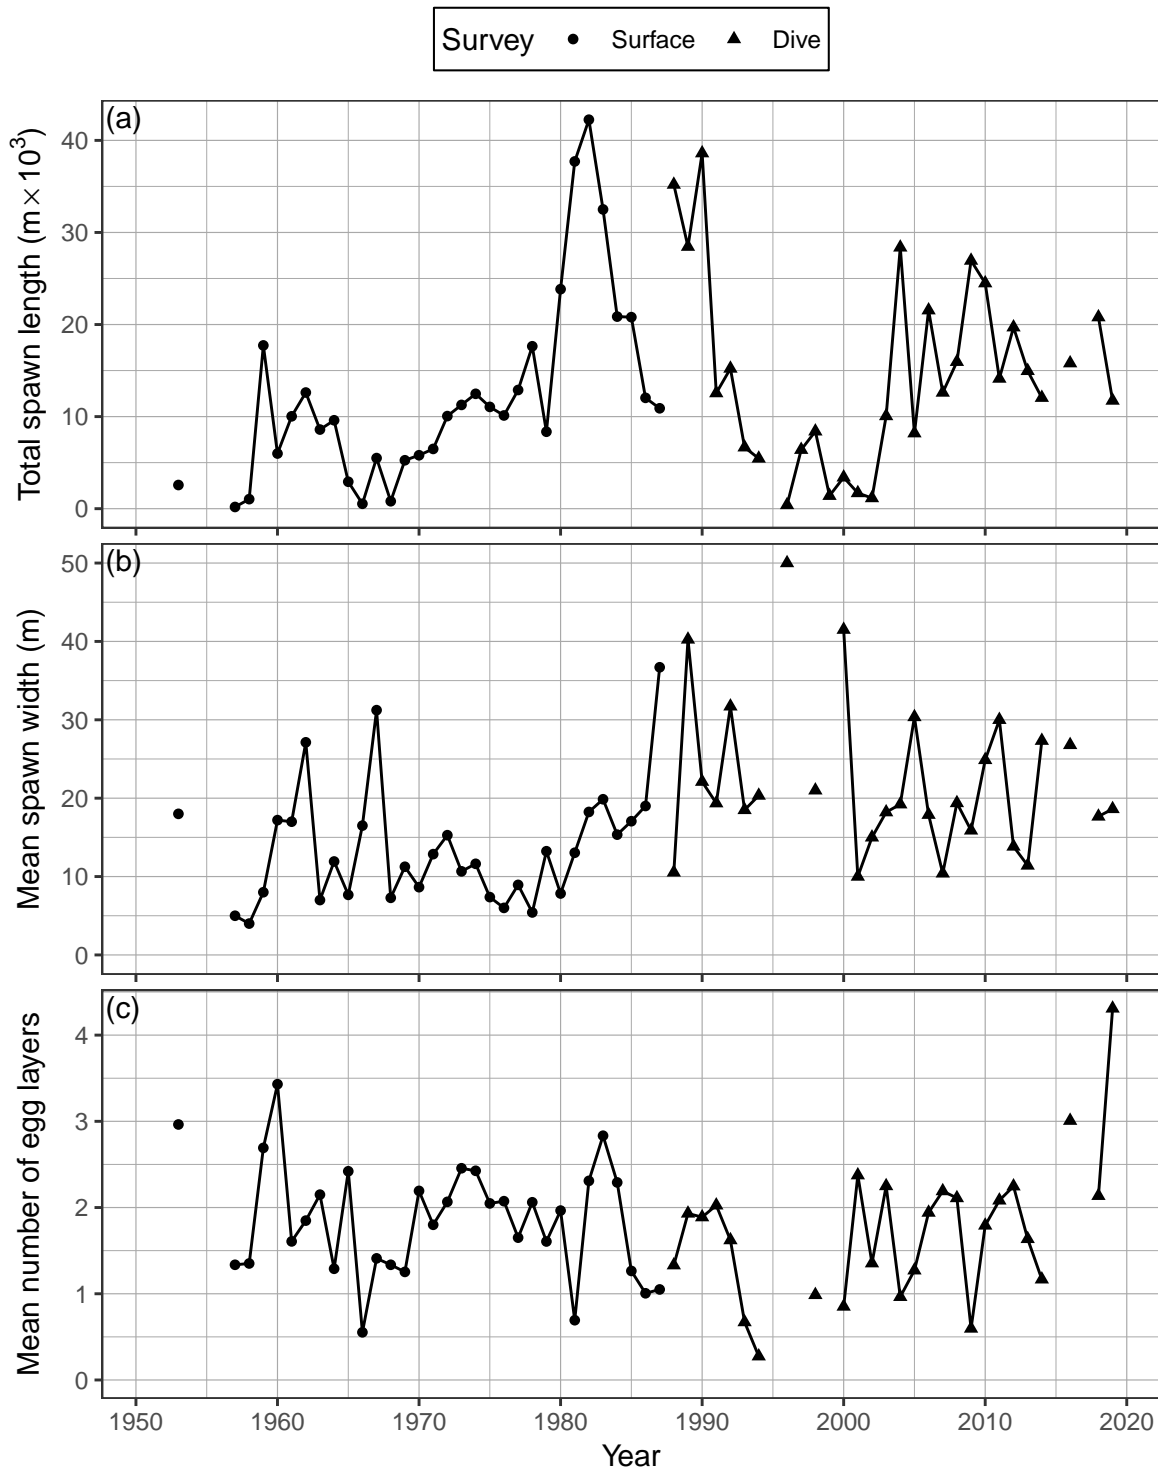 Survey Surface Dive
(a)
Total spawn length (m×10³)
40
30
20
10
0
(b)
Mean spawn width (m)
50
40
30
20
10
0
(c)
Mean number of egg layers
4
3
2
1
0
1950 1960 1970 1980 1990 2000 2010 2020
Year